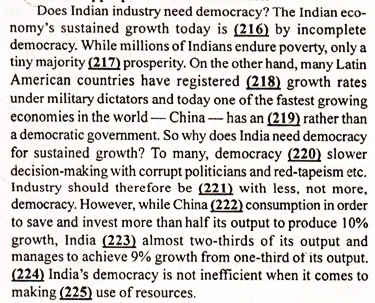 Does Indian industry need democracy? The Indian eco-
nomy's sustained growth today is (216) by incomplete
democracy. While millions of Indians endure poverty, only a
tiny majority (217) prosperity. On the other hand, many Latin
American countries have registered (218) growth rates
under military dictators and today one of the fastest growing
economies in the world — China — has an (219) rather than
a democratic government. So why does India need democracy
for sustained growth? To many, democracy (220) slower
decision-making with corrupt politicians and red-tapeism etc.
Industry should therefore be (221) with less, not more,
democracy. However, while China (222) consumption in order
to save and invest more than half its output to produce 10%
growth, India (223) almost two-thirds of its output and
manages to achieve 9% growth from one-third of its output.
(224) India's democracy is not inefficient when it comes to
making (225) use of resources.